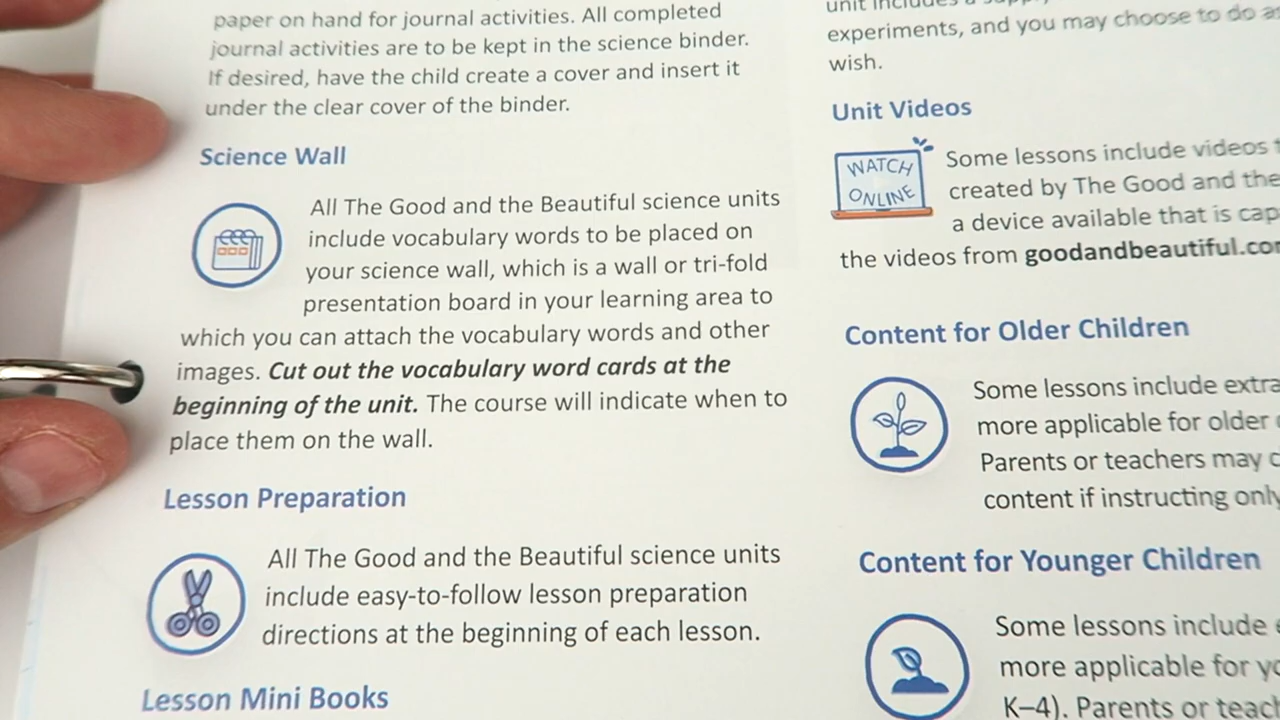 paper on hand for journal activities. All completed
journal activities are to be kept in the science binder.
If desired, have the child create a cover and insert it
under the clear cover of the binder.
Science Wall
All The Good and the Beautiful science units
include vocabulary words to be placed on
your science wall, which is a wall or tri-fold
presentation board in your learning area to
which you can attach the vocabulary words and other
images. Cut out the vocabulary word cards at the
beginning of the unit. The course will indicate when to
place them on the wall.
Lesson Preparation
All The Good and the Beautiful science units
include easy-to-follow lesson preparation
directions at the beginning of each lesson.
Lesson Mini Books
unit includes a
experiments, and you may choose to do
wish.
Unit Videos
WATCH
ONLINE
Some lessons include videos
created by The Good and the
a device available that is
the videos from goodandbeautiful.co
Content for Older Children
Some lessons include
more applicable for older
Parents or teachers may
content if instructing only
Content for Younger Children
Some lessons include
more applicable for
K–4). Parents or